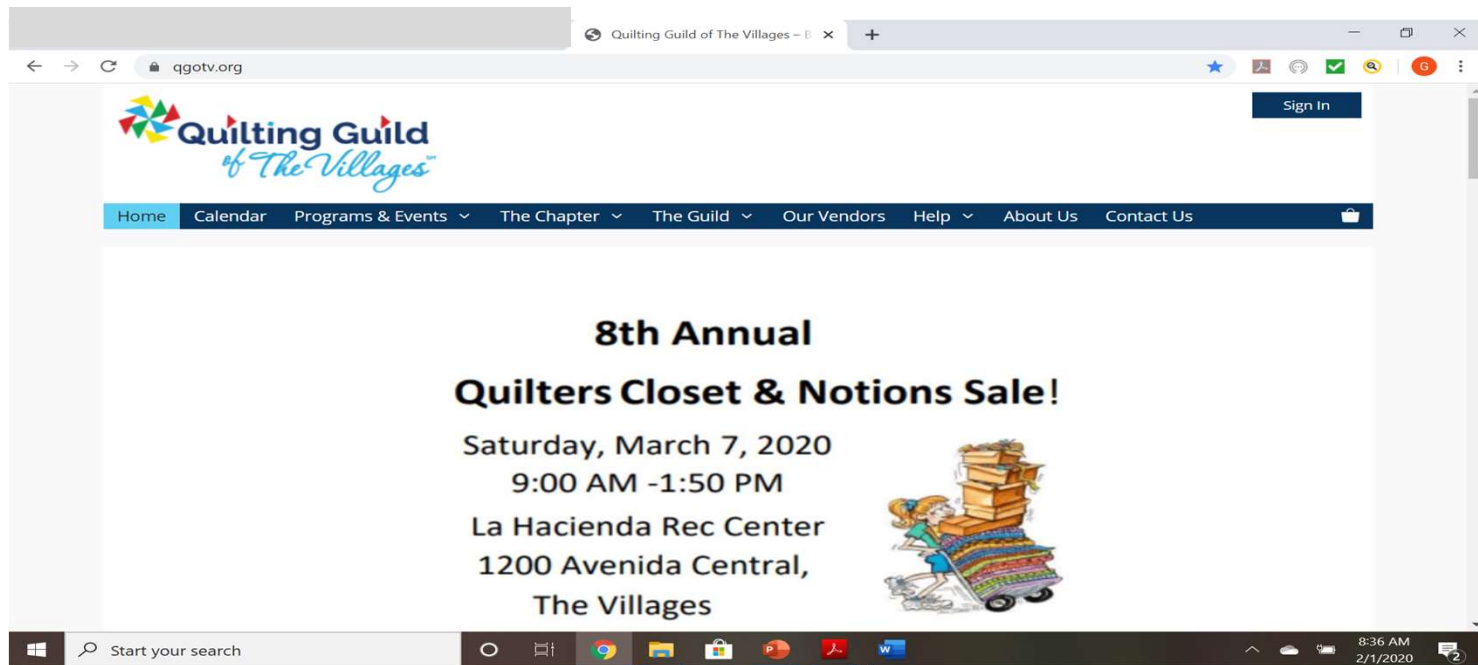 Quilting Guild of The Villages – B
qgotv.org
G
Sign In
Quilting Guild
of The Villages
Home Calendar Programs & Events The Chapter The Guild Our Vendors Help About Us Contact Us
8th Annual
Quilters Closet & Notions Sale!
Saturday, March 7, 2020
9:00 AM -1:50 PM
La Hacienda Rec Center
1200 Avenida Central,
The Villages
Start your search
8:36 AM
2/1/2020
2